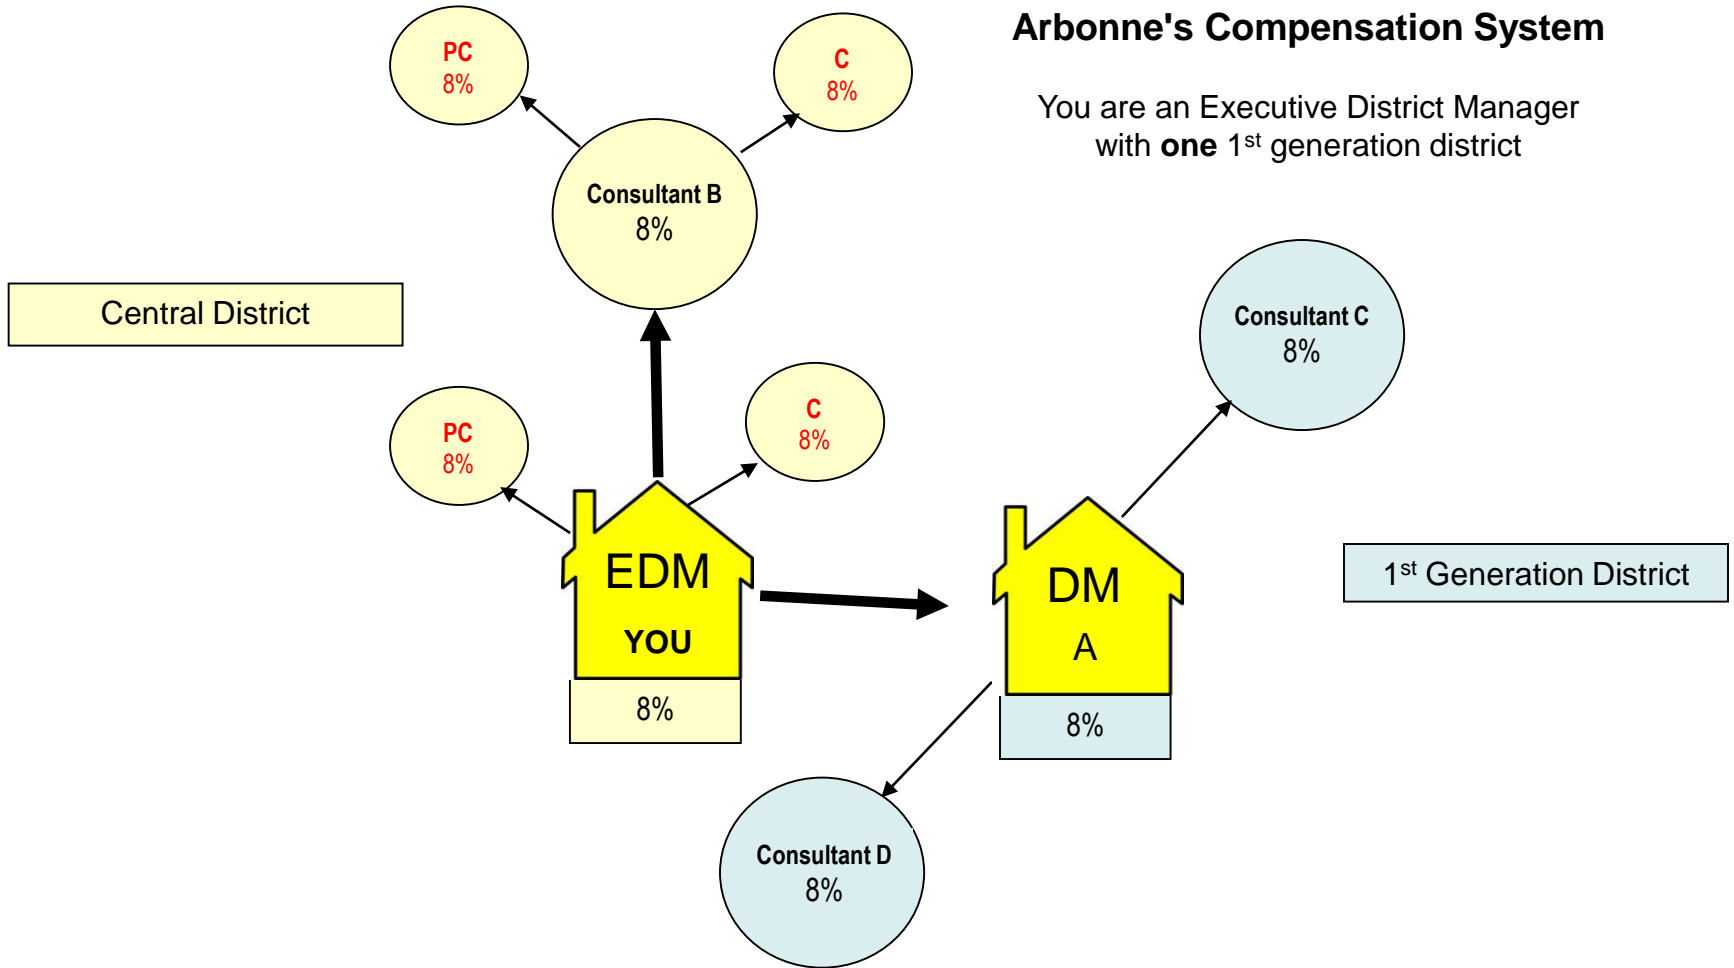 Arbonne's Compensation System
You are an Executive District Manager
with one 1st generation district
PC
8%
C
8%
Consultant B
8%
Central District
Consultant C
8%
PC
8%
C
8%
EDM
YOU
8%
DM
A
8%
1st Generation District
Consultant D
8%